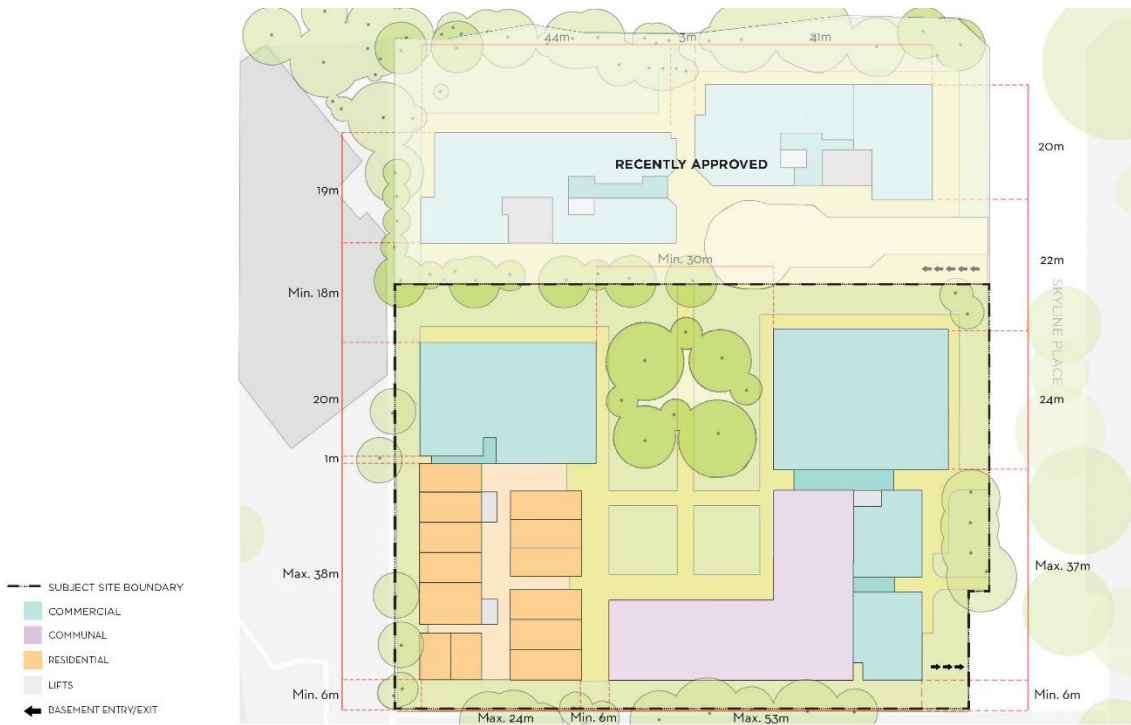 44m
3m
41m
20m
RECENTLY APPROVED
19m
22m
Min. 30m
Min. 18m
SKYLINE PLACE
20m
24m
1m
Max. 38m
Max. 37m
SUBJECT SITE BOUNDARY
COMMERCIAL
COMMUNAL
RESIDENTIAL
LIFTS
BASEMENT ENTRY/EXIT
Min. 6m
Min. 6m
Max. 24m
Min. 6m
Max. 53m